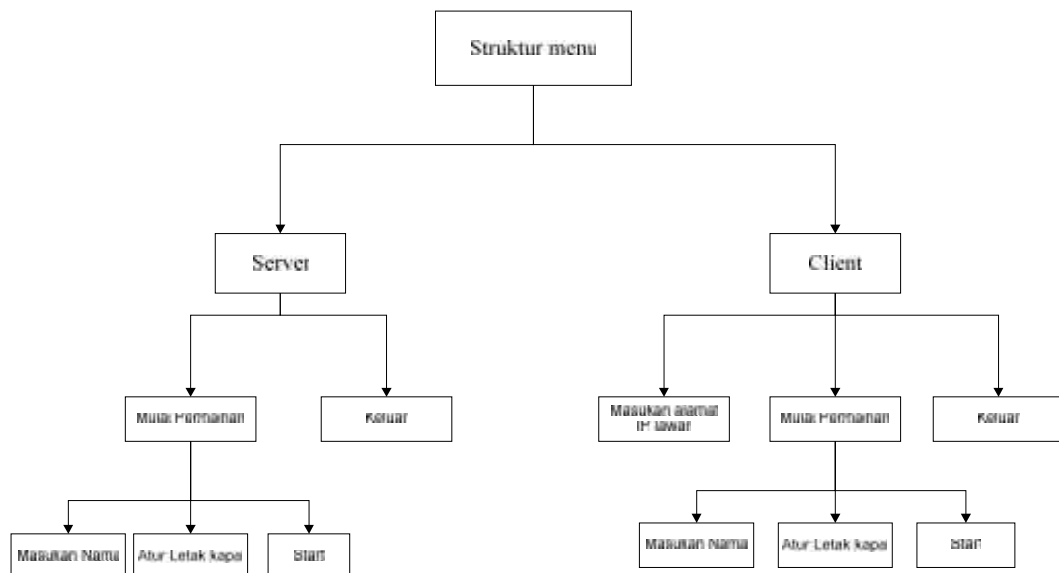 Struktur menu
Server
Client
Mulai Permainan
Keluar
Masukan alamat
IP lawan
Mulai Permainan
Keluar
Masukan Nama
Atur Letak kapal
Start
Masukan Nama
Atur Letak kapal
Start